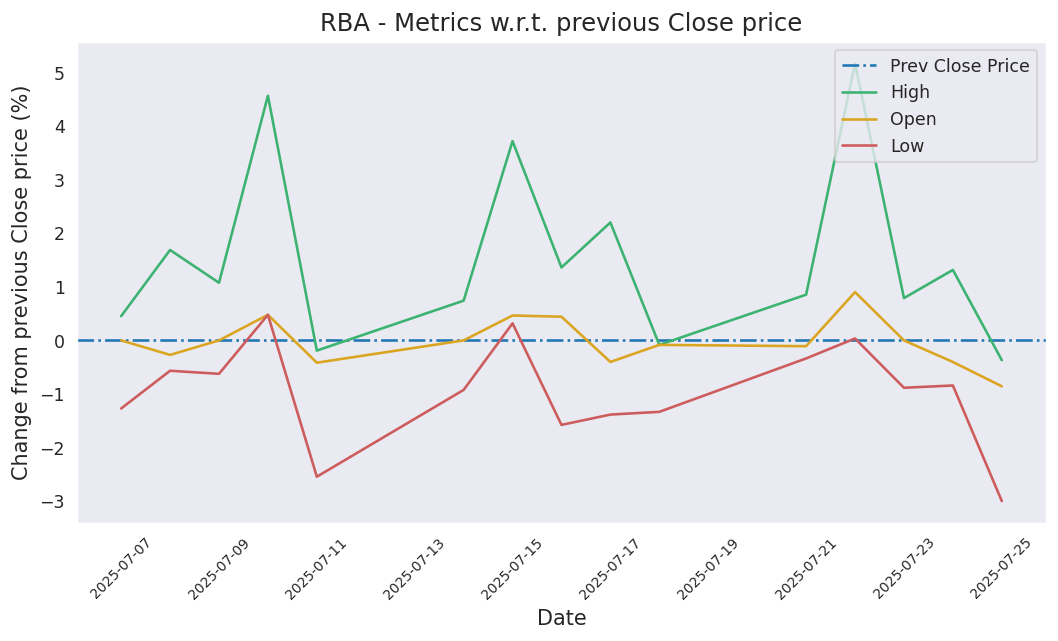 RBA - Metrics w.r.t. previous Close price
Change from previous Close price (%)
5
4
3
2
1
0
−1
−2
−3
Prev Close Price
High
Open
Low
2025-07-07
2025-07-09
2025-07-11
2025-07-13
2025-07-15
2025-07-17
2025-07-19
2025-07-21
2025-07-23
2025-07-25
Date